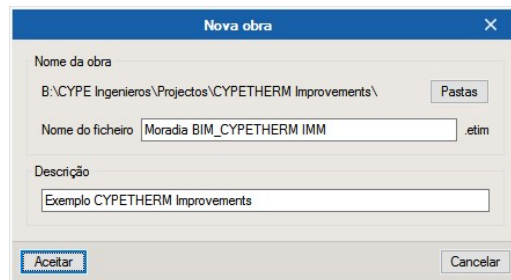 Nova obra
Nome da obra
B:\CYPE Ingenieros\Projectos\CYPETHERM Improvements\ Pastas
Nome do ficheiro Moradia BIM_CYPETHERM IMM .etim
Descrição
Exemplo CYPETHERM Improvements
Aceitar Cancelar